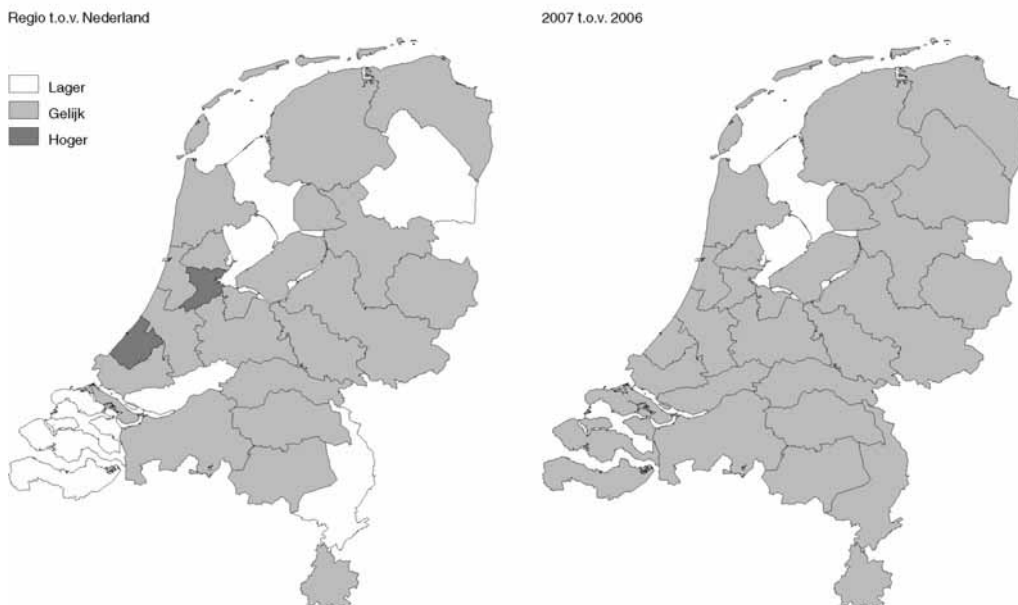 Regio t.o.v. Nederland
2007 t.o.v. 2006
Lager
Gelijk
Hoger